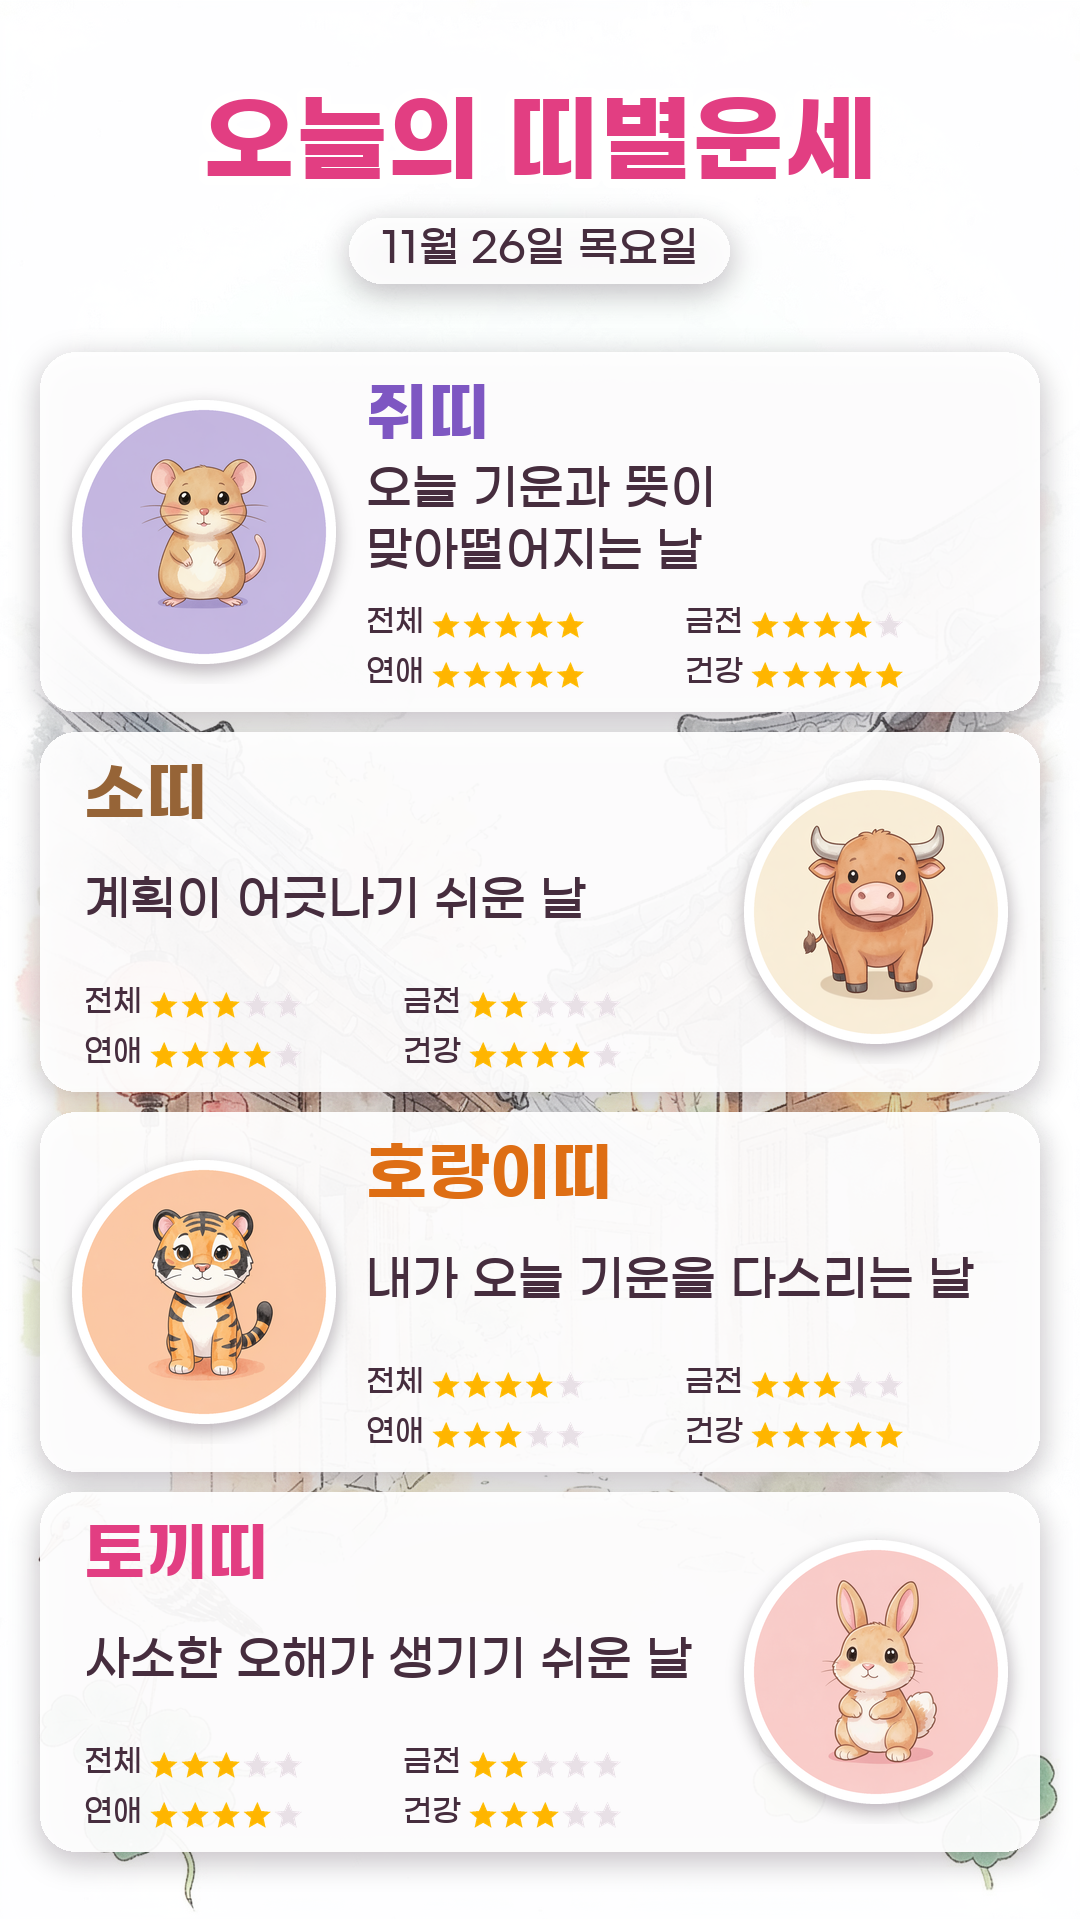 오늘의 띠별운세
11월 26일 목요일
쥐띠
오늘 기운과 뜻이
맞아떨어지는 날
전체 ★★★★★ 금전 ★★★★★
연애 ★★★★★ 건강 ★★★★★
소띠
계획이 어긋나기 쉬운 날
전체 ★★★★★ 금전 ★★★★★
연애 ★★★★★ 건강 ★★★★★
호랑이띠
내가 오늘 기운을 다스리는 날
전체 ★★★★★ 금전 ★★★★★
연애 ★★★★★ 건강 ★★★★★
토끼띠
사소한 오해가 생기기 쉬운 날
전체 ★★★★★ 금전 ★★★★★
연애 ★★★★★ 건강 ★★★★★